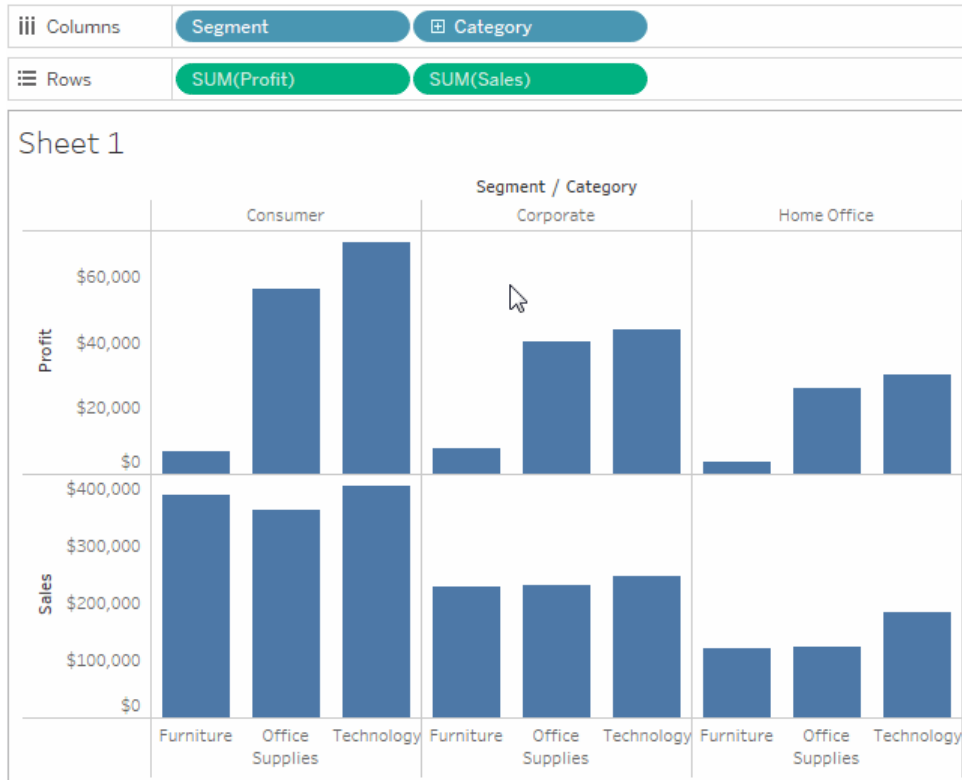 Columns Segment Category
Rows SUM(Profit) SUM(Sales)
Sheet 1
Segment / Category
Consumer Corporate Home Office
Profit
$60,000
$40,000
$20,000
$0
Sales
$400,000
$300,000
$200,000
$100,000
$0
Furniture Office Supplies Technology Furniture Office Supplies Technology Furniture Office Supplies Technology